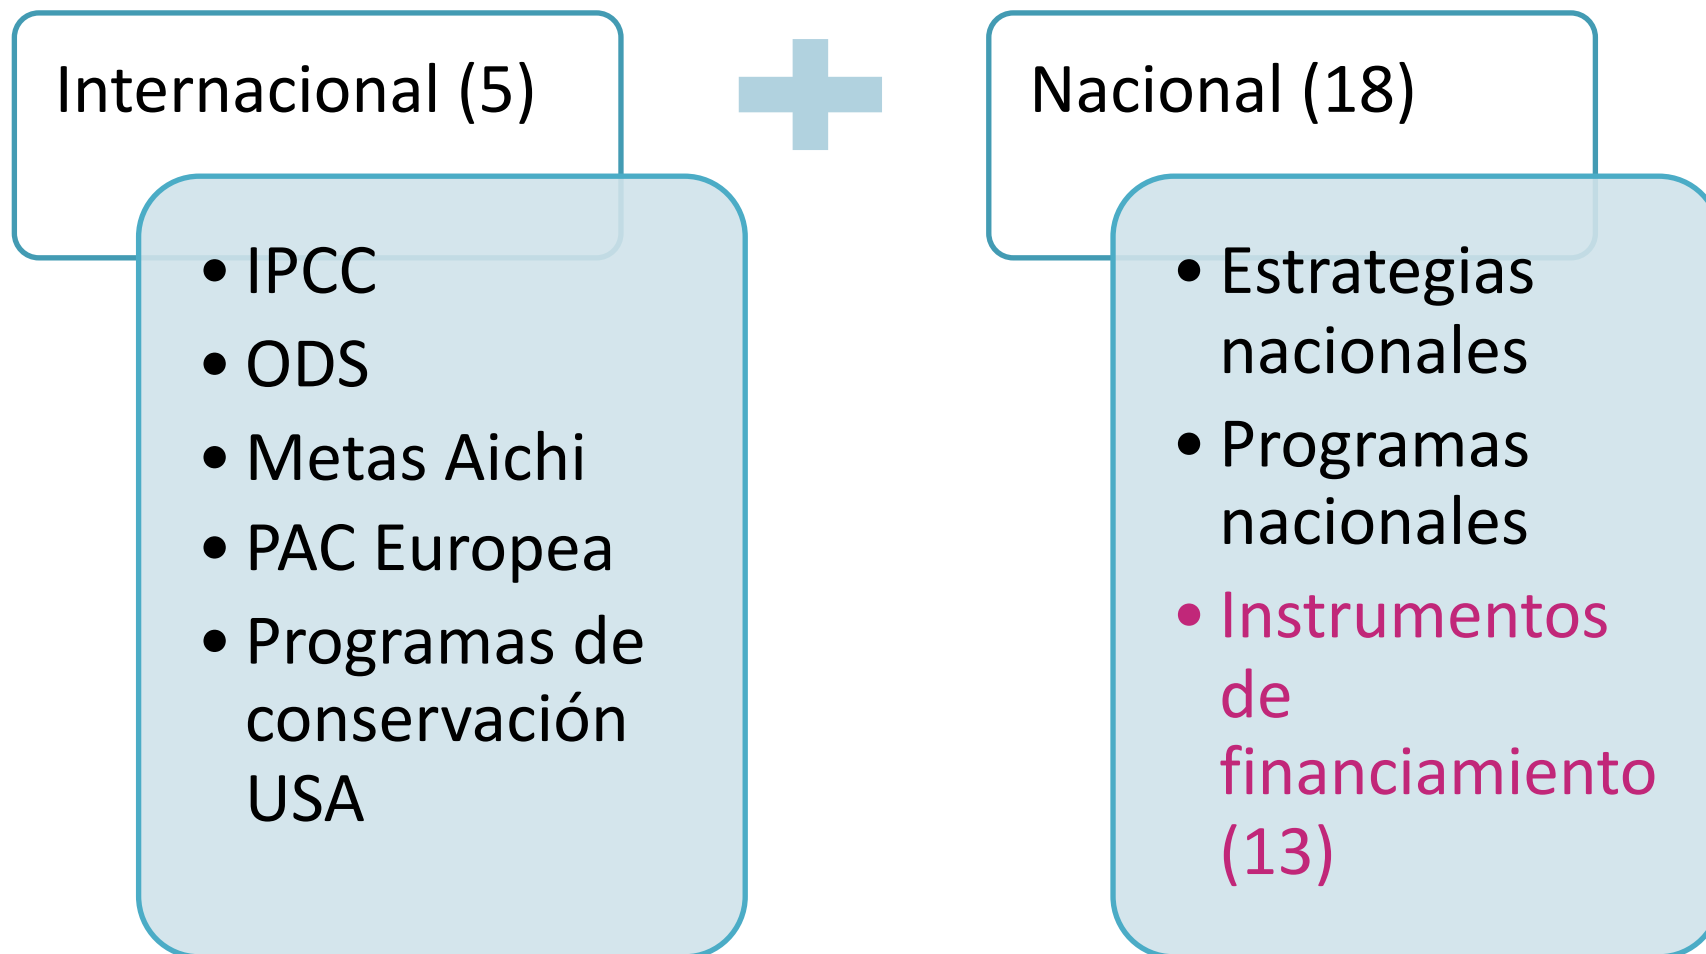 Internacional (5)
• IPCC
• ODS
• Metas Aichi
• PAC Europea
• Programas de
conservación
USA
Nacional (18)
• Estrategias
nacionales
• Programas
nacionales
• Instrumentos
de
financiamiento
(13)